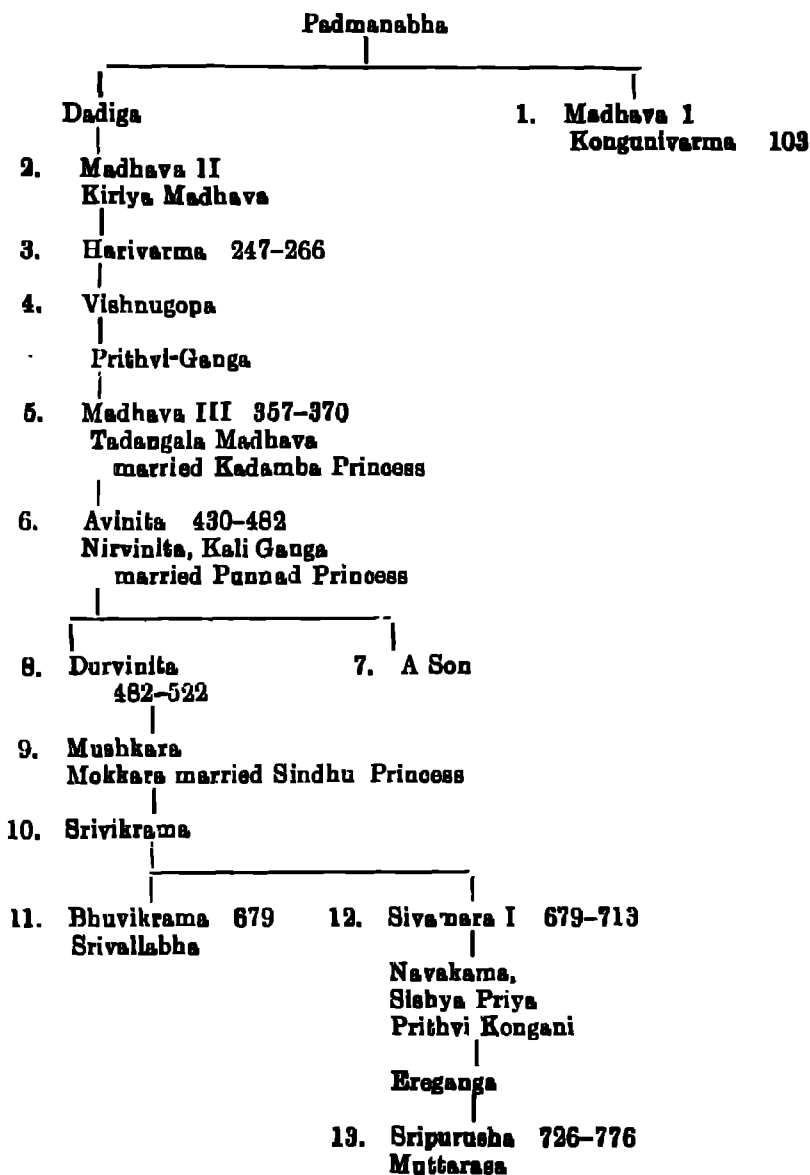 Padmanabha
Dadiga
1. Madhava 1
Kongunivarma 103
2. Madhava II
Kiriya Madhava
3. Harivarma 247-266
4. Vishnugopa
Prithvi-Ganga
5. Madhava III 357-370
Tadangala Madhava
married Kadamba Princess
6. Avinita 430-482
Nirvinita, Kali Ganga
married Punnad Princess
8. Durvinita
482-522
7. A Son
9. Mushkara
Mokkara married Sindhu Princess
10. Srivikrama
11. Bhuvikrama 679
Srivallabha
12. Sivamara I 679-713
Navakama,
Sishya Priya
Prithvi Kongani
Ereganga
13. Sripurusha 726-776
Muttarasa